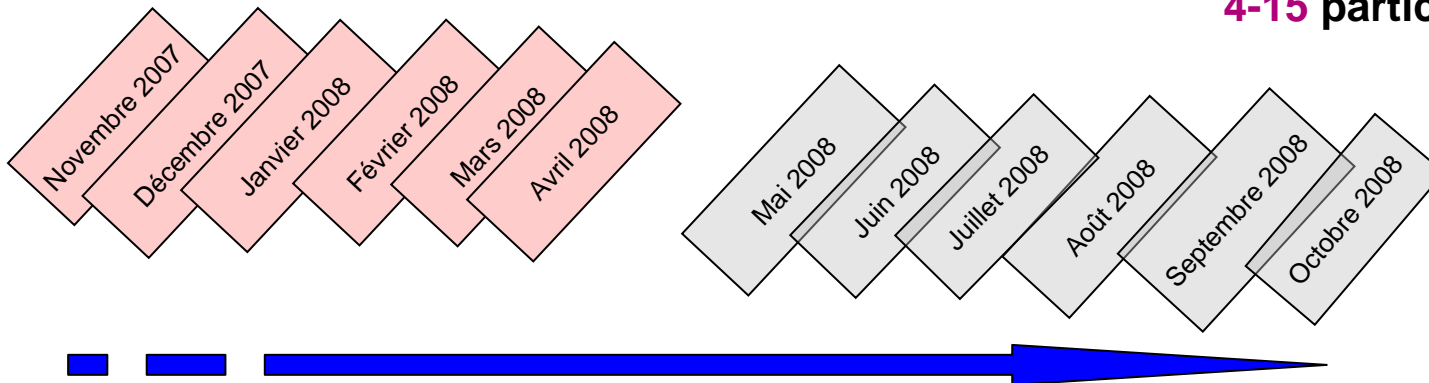 4-15
Novembre 2007
Décembre 2007
Janvier 2008
Février 2008
Mars 2008
Avril 2008
Mai 2008
Juin 2008
Juillet 2008
Août 2008
Septembre 2008
Octobre 2008